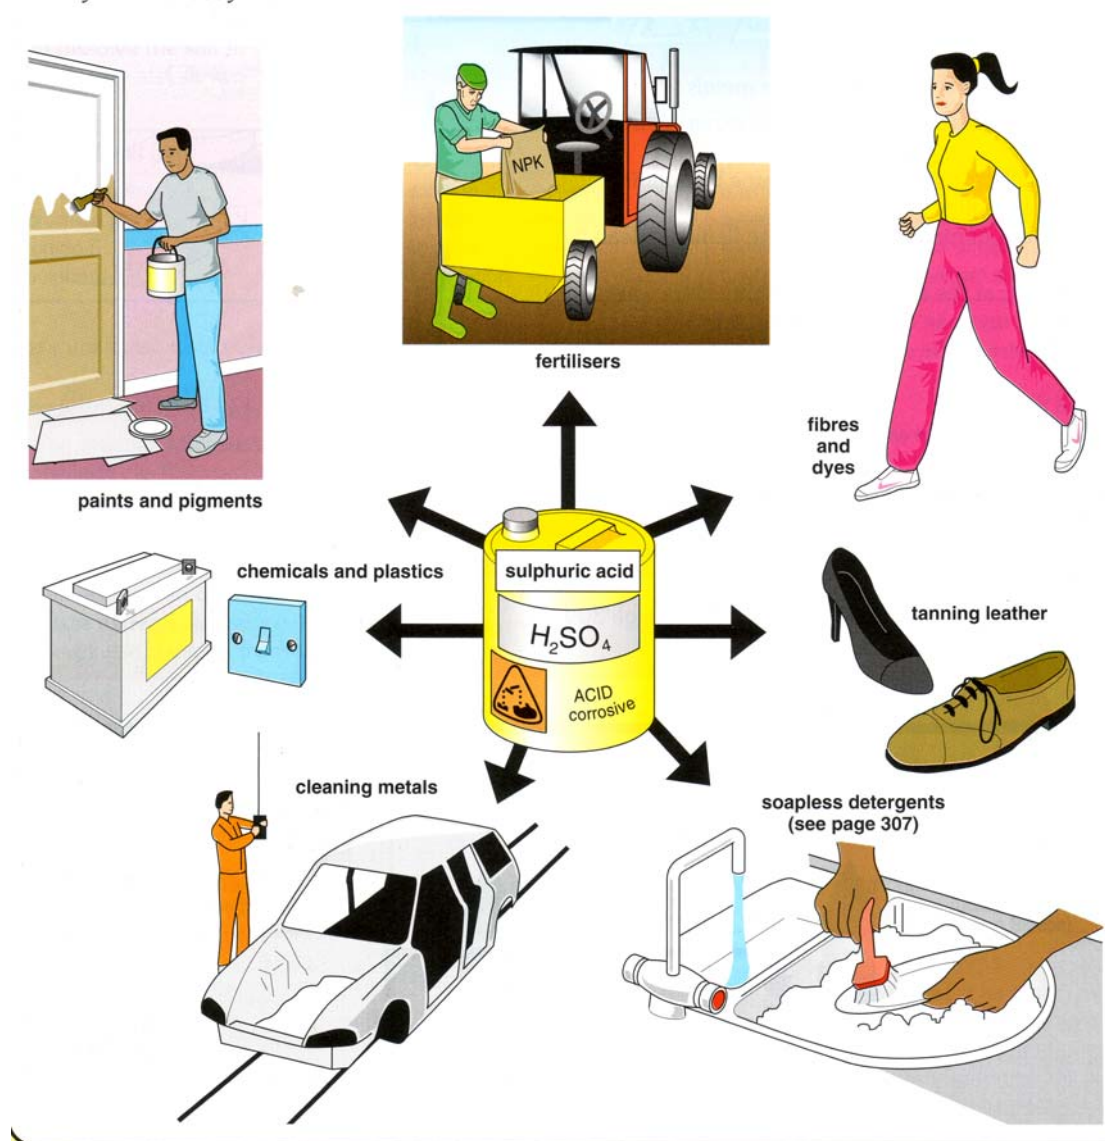 NPK
fertilisers
fibres
and
dyes
paints and pigments
chemicals and plastics
sulphuric acid
H₂SO₄
ACID
corrosive
tanning leather
cleaning metals
soapless detergents
(see page 307)